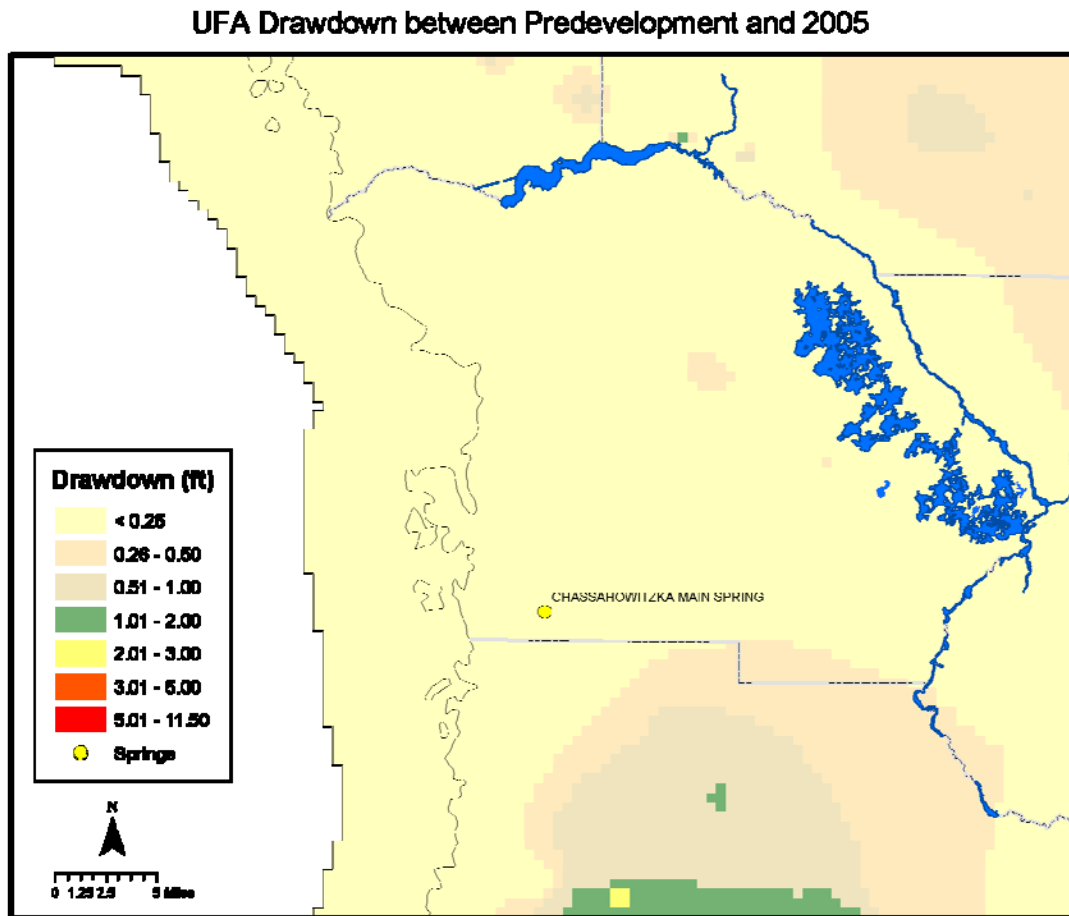 UFA Drawdown between Predevelopment and 2005
CHASSAHOWITZKA MAIN SPRING
Drawdown (ft)
< 0.25
0.26 - 0.50
0.51 - 1.00
1.01 - 2.00
2.01 - 3.00
3.01 - 5.00
5.01 - 11.50
Springs
N
0 1.25 2.5 5 Miles